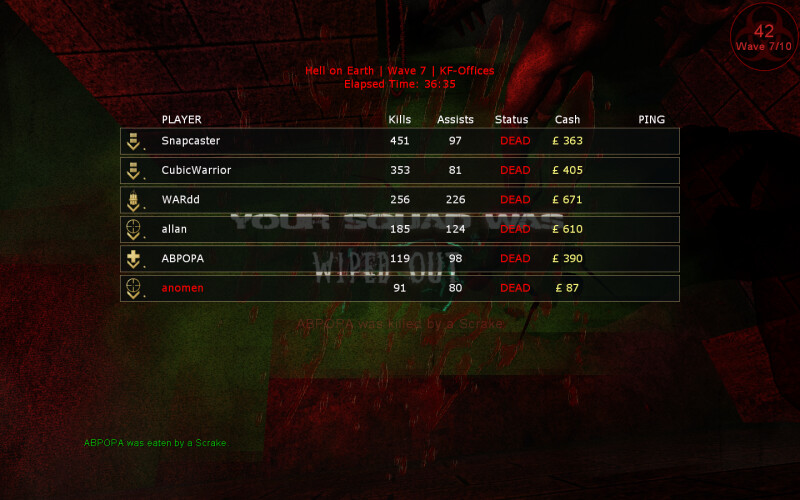 42
Wave 7/10
Hell on Earth | Wave 7 | KF-Offices
Elapsed Time: 36:35
PLAYER Kills Assists Status Cash PING
Snapcaster 451 97 DEAD £ 363
CubicWarrior 353 81 DEAD £ 405
WARdd 256 226 DEAD £ 671
YOUR SQUAD WAS
allan 185 124 DEAD £ 610
ABPOPA 119 98 DEAD £ 390
WIPED OUT
anomen 91 80 DEAD £ 87
ABPOPA was killed by a Scrake.
ABPOPA was eaten by a Scrake.